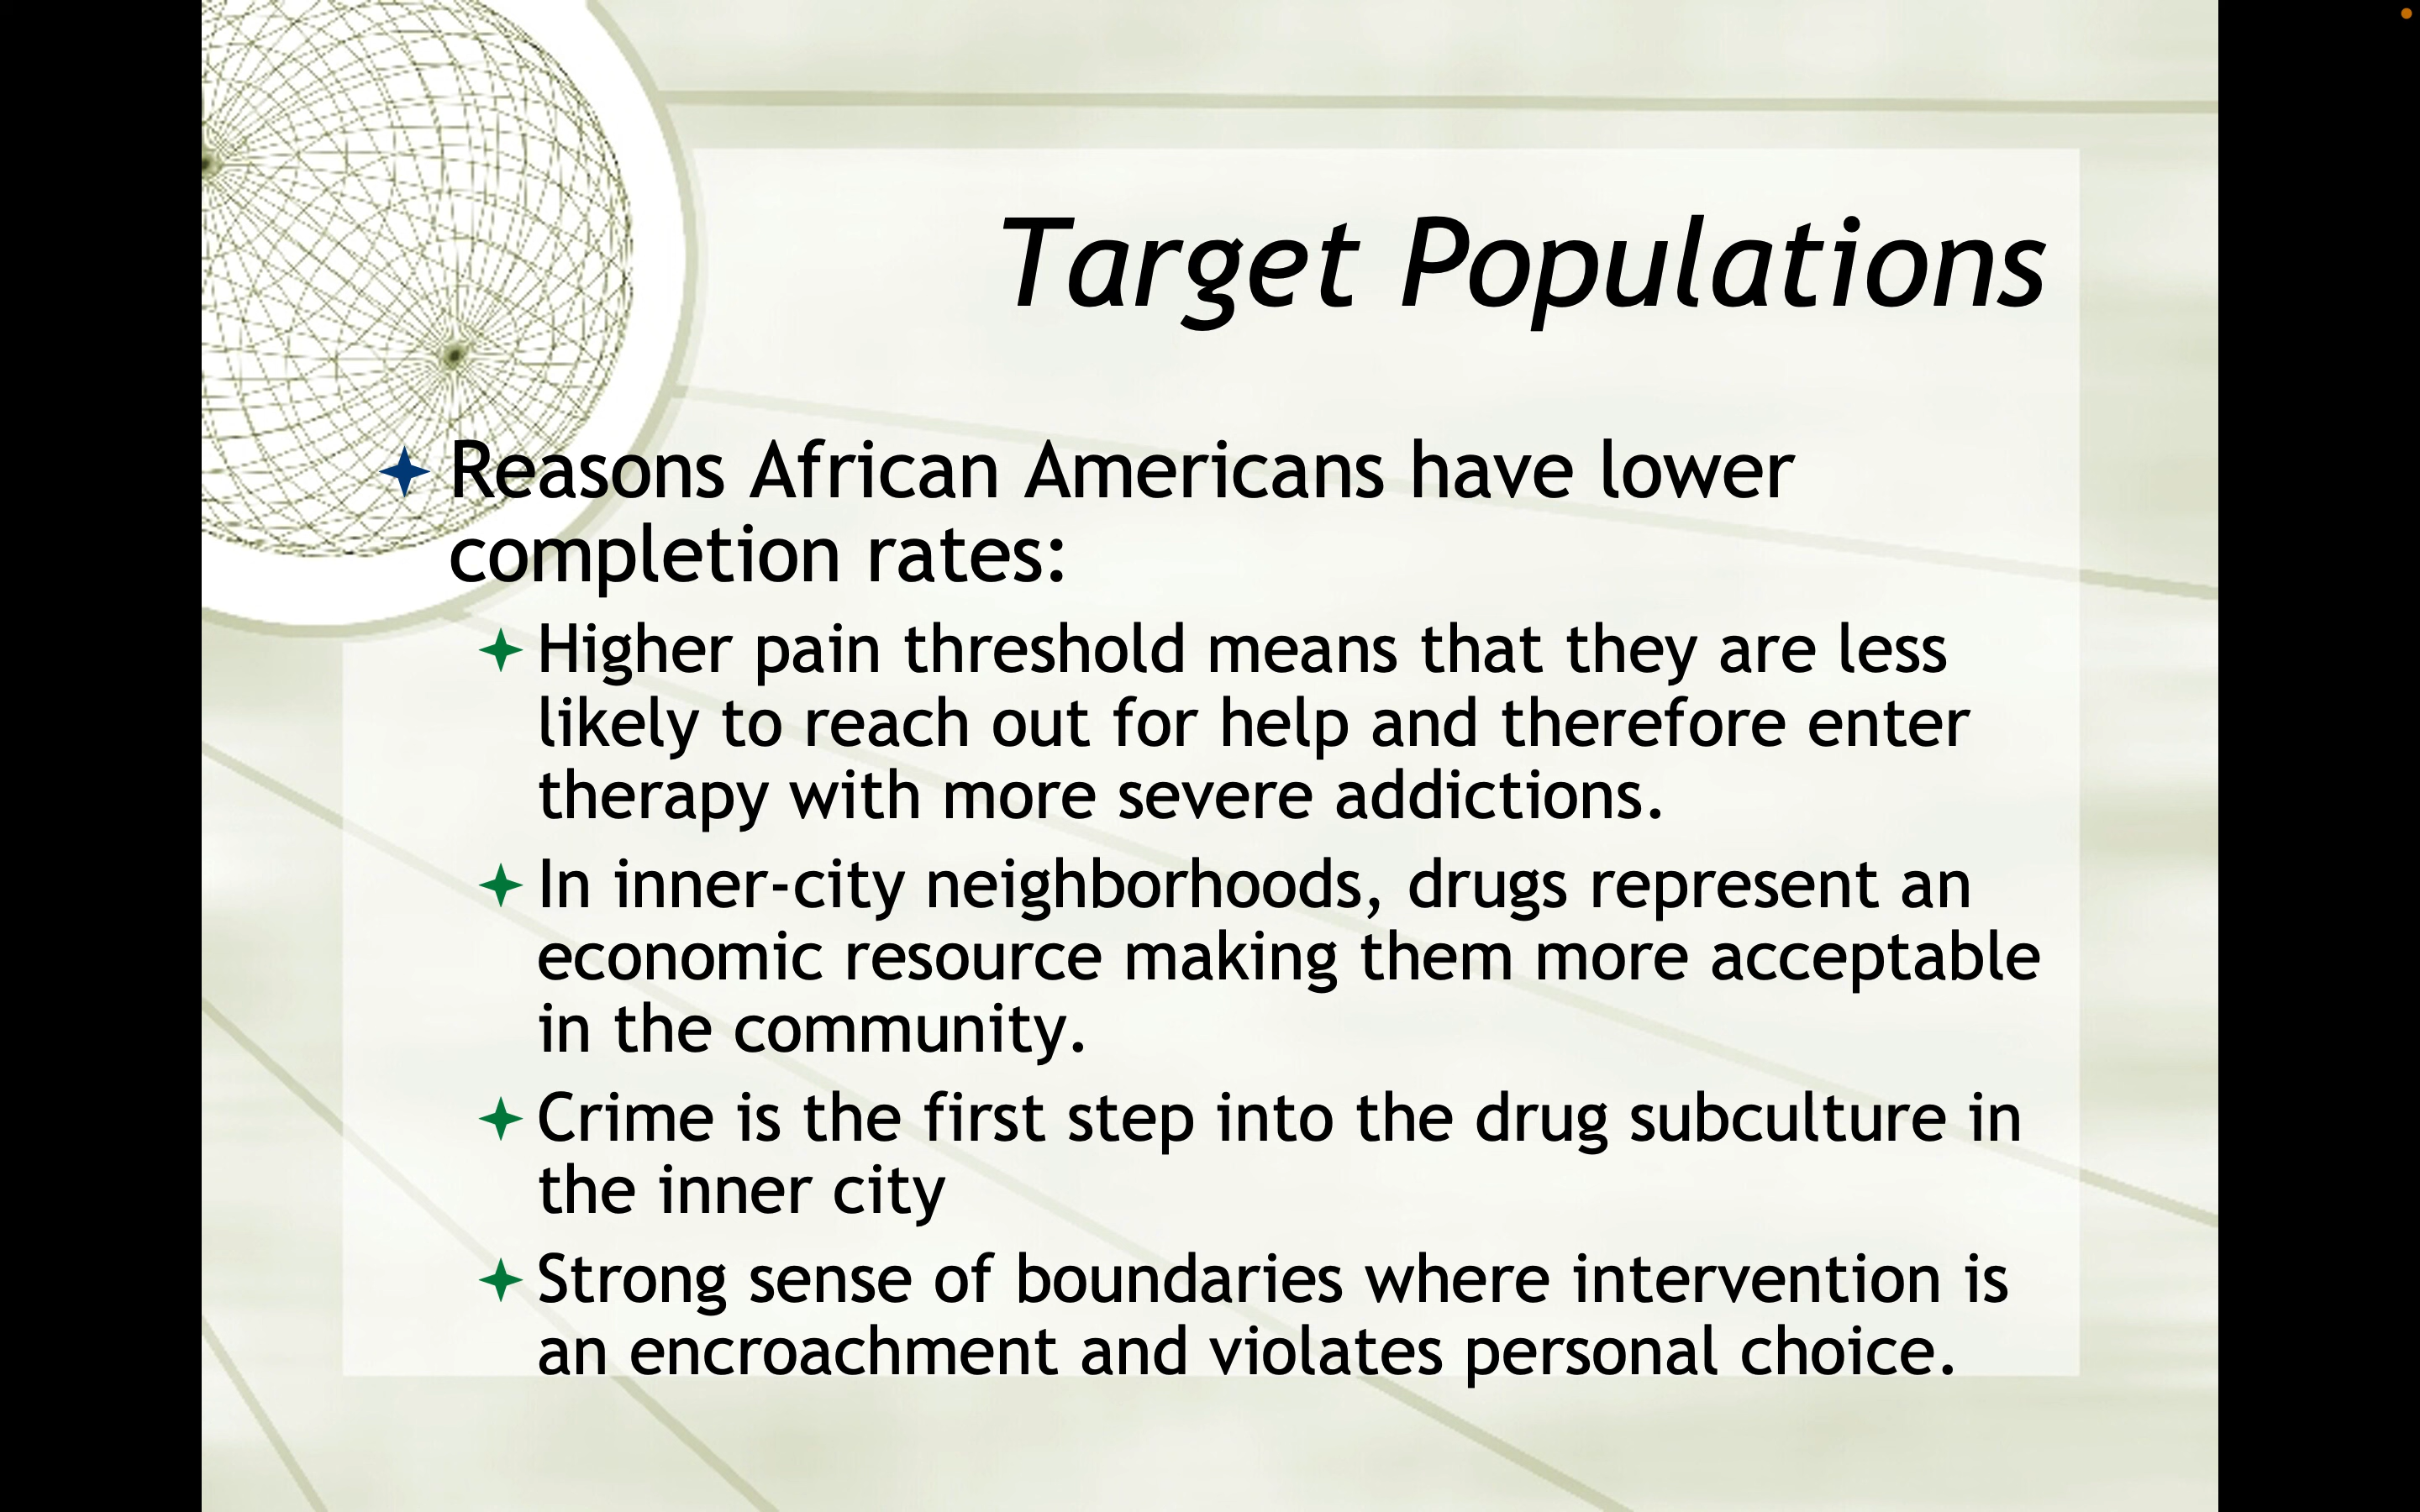 Target Populations
Reasons African Americans have lower
completion rates:
Higher pain threshold means that they are less
likely to reach out for help and therefore enter
therapy with more severe addictions.
In inner-city neighborhoods, drugs represent an
economic resource making them more acceptable
in the community.
Crime is the first step into the drug subculture in
the inner city
Strong sense of boundaries where intervention is
an encroachment and violates personal choice.